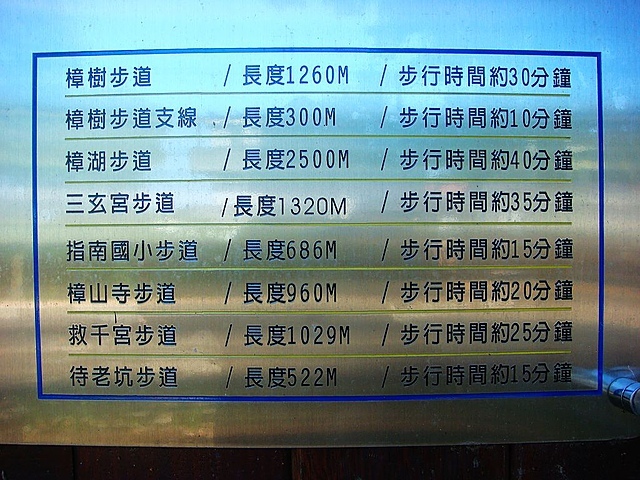 樟樹步道 / 長度1260M / 步行時間約30分鐘
樟樹步道支線 / 長度300M / 步行時間約10分鐘
樟湖步道 / 長度2500M / 步行時間約40分鐘
三玄宮步道 / 長度1320M / 步行時間約35分鐘
指南國小步道 / 長度686M / 步行時間約15分鐘
樟山寺步道 / 長度960M / 步行時間約20分鐘
救千宮步道 / 長度1029M / 步行時間約25分鐘
待老坑步道 / 長度522M / 步行時間約15分鐘